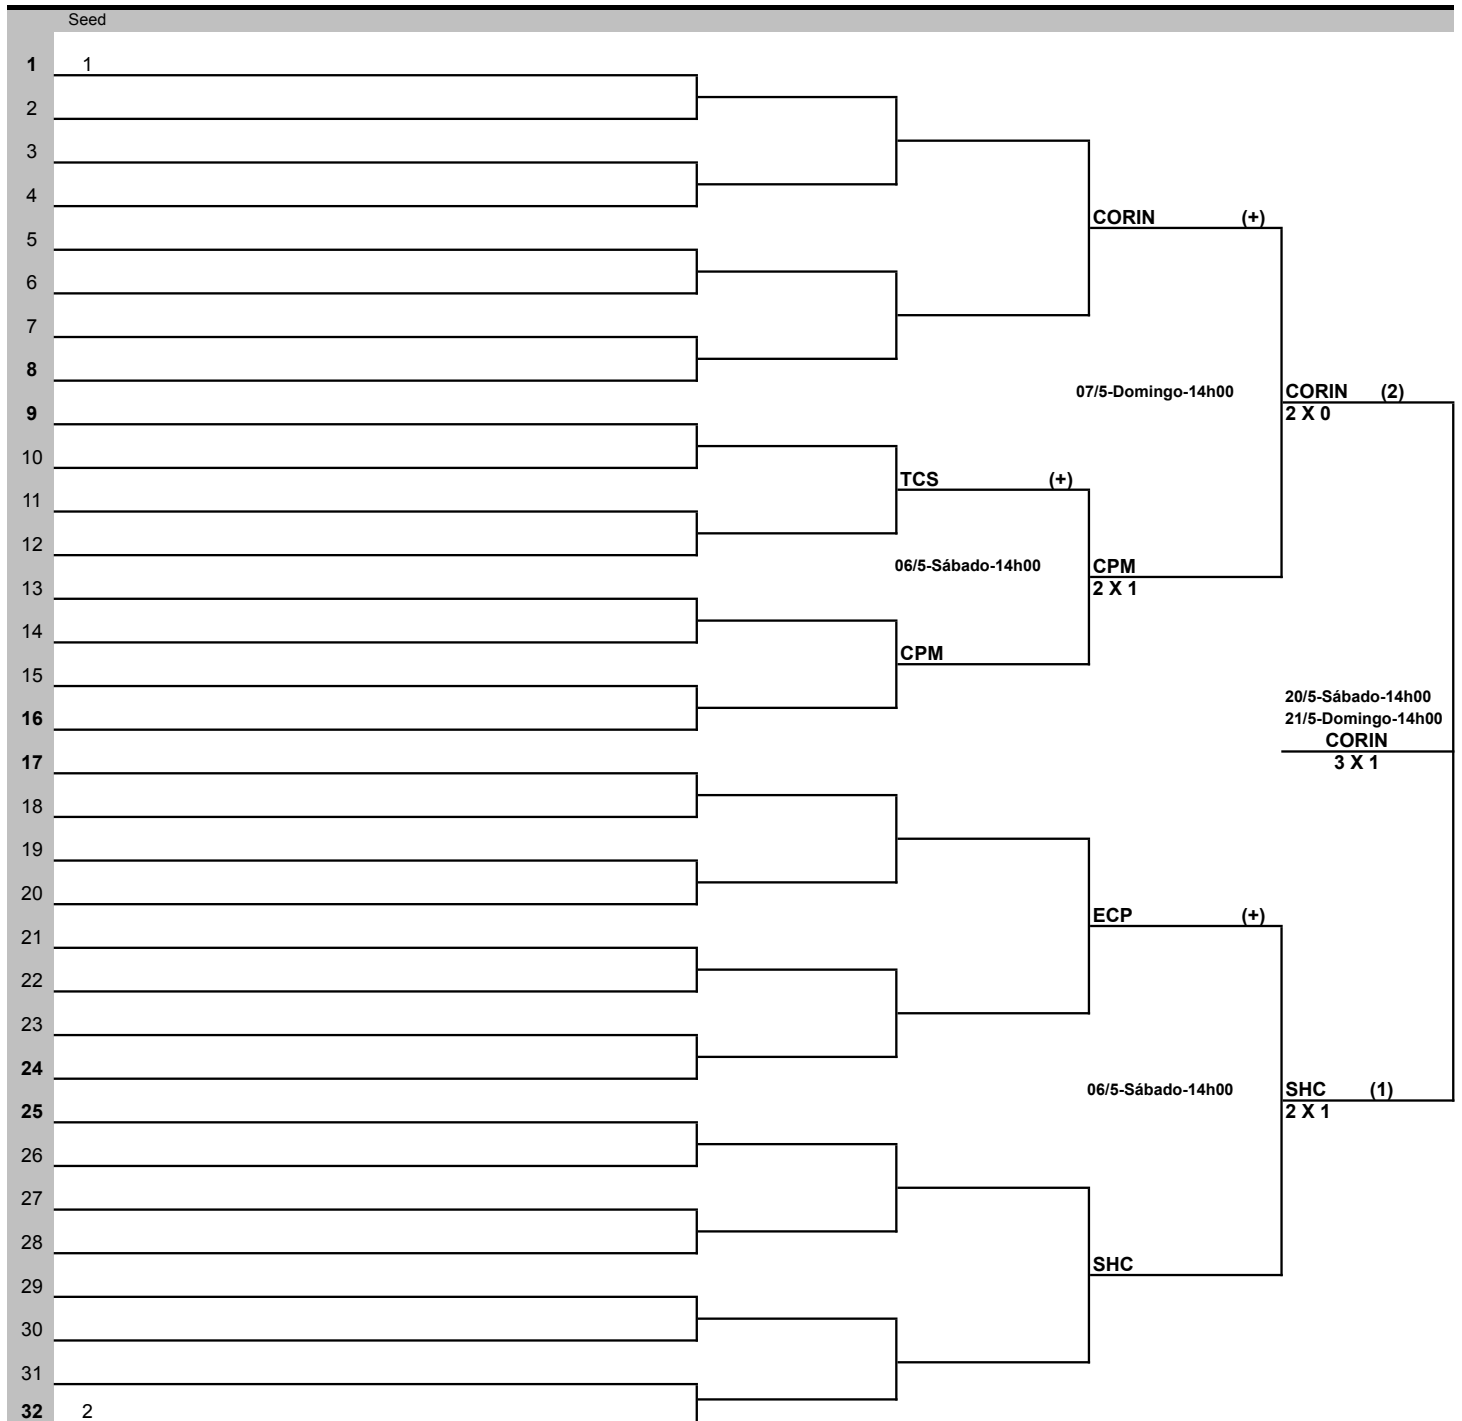 Seed
1 1
2
3
4
CORIN (+)
5
6
7
8
07/5-Domingo-14h00 CORIN (2)
2 X 0
9
10
TCS (+)
11
12
06/5-Sábado-14h00 CPM
2 X 1
13
14
CPM
15
20/5-Sábado-14h00
16
21/5-Domingo-14h00
CORIN
17
3 X 1
18
19
20
ECP (+)
21
22
23
24
06/5-Sábado-14h00 SHC (1)
2 X 1
25
26
27
28
SHC
29
30
31
32 2